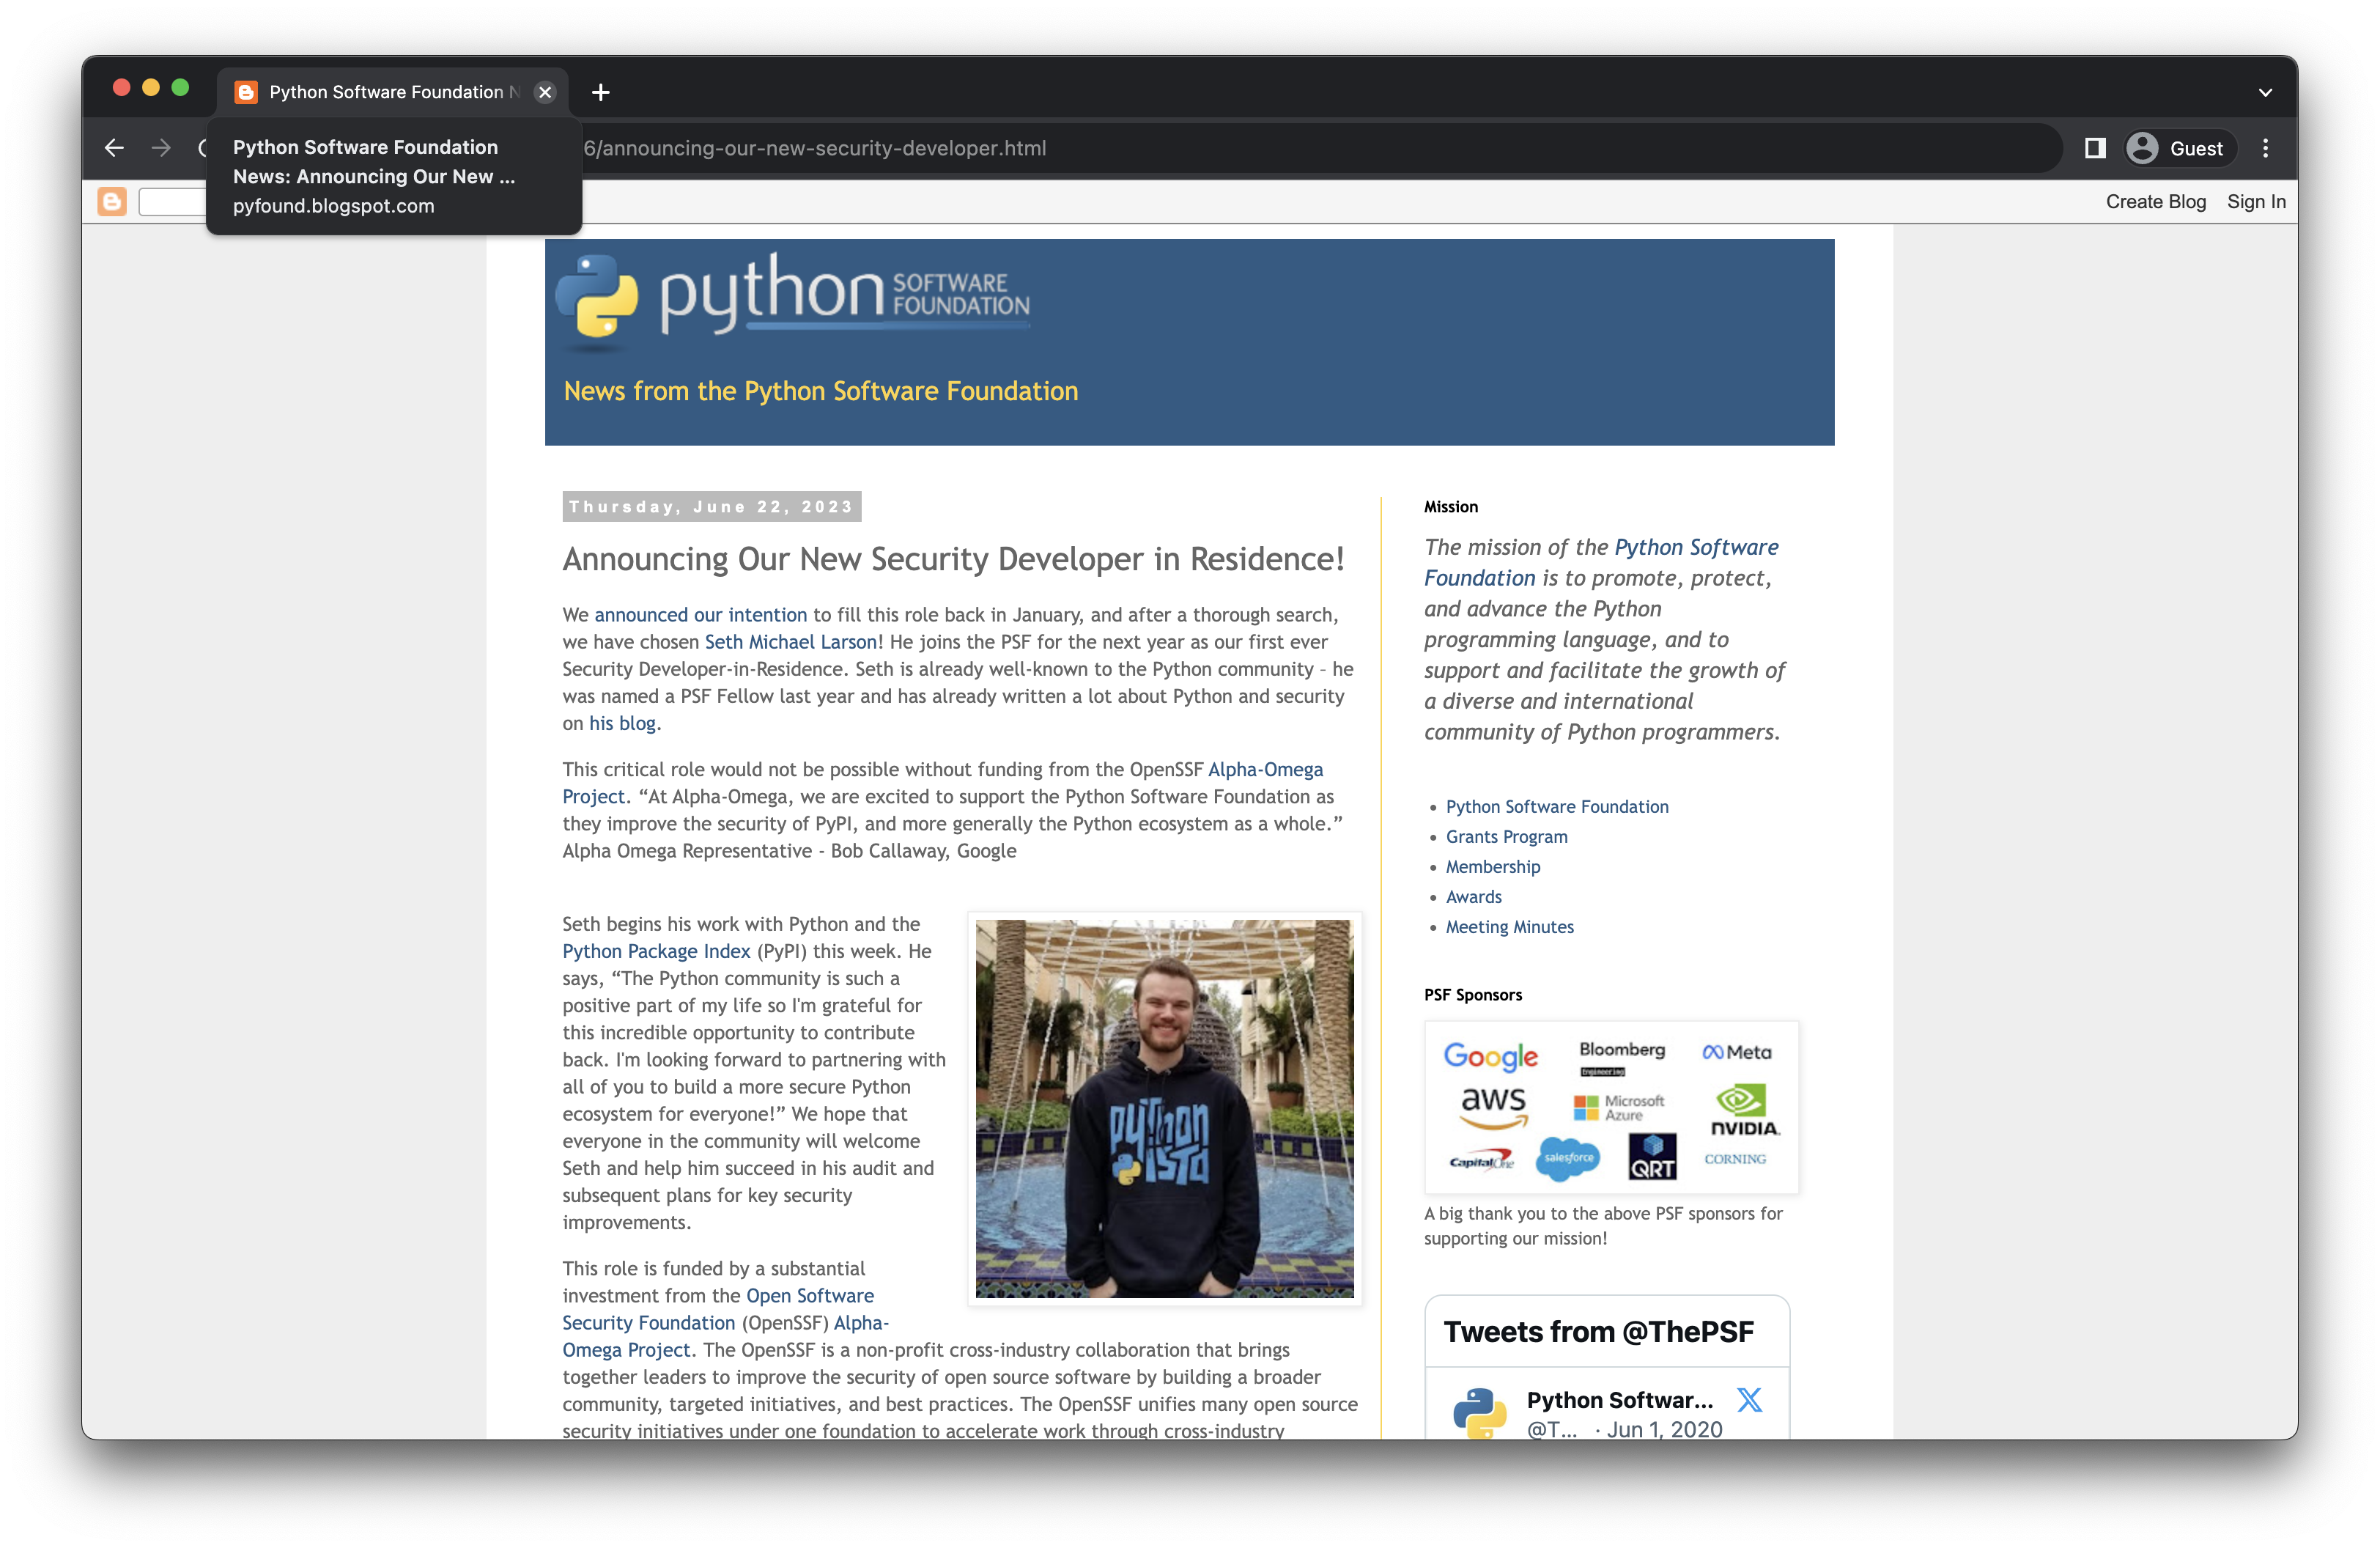 Python Software Foundation N
Python Software Foundation
News: Announcing Our New ...
pyfound.blogspot.com
6/announcing-our-new-security-developer.html
Guest
Create Blog
Sign In
python SOFTWARE FOUNDATION
News from the Python Software Foundation
Thursday, June 22, 2023
Announcing Our New Security Developer in Residence!
We announced our intention to fill this role back in January, and after a thorough search,
we have chosen Seth Michael Larson! He joins the PSF for the next year as our first ever
Security Developer-in-Residence. Seth is already well-known to the Python community – he
was named a PSF Fellow last year and has already written a lot about Python and security
on his blog.
This critical role would not be possible without funding from the OpenSSF Alpha-Omega
Project. “At Alpha-Omega, we are excited to support the Python Software Foundation as
they improve the security of PyPI, and more generally the Python ecosystem as a whole.”
Alpha Omega Representative - Bob Callaway, Google
Seth begins his work with Python and the
Python Package Index (PyPI) this week. He
says, “The Python community is such a
positive part of my life so I'm grateful for
this incredible opportunity to contribute
back. I'm looking forward to partnering with
all of you to build a more secure Python
ecosystem for everyone!” We hope that
everyone in the community will welcome
Seth and help him succeed in his audit and
subsequent plans for key security
improvements.
python
ista
This role is funded by a substantial
investment from the Open Software
Security Foundation (OpenSSF) Alpha-
Omega Project. The OpenSSF is a non-profit cross-industry collaboration that brings
together leaders to improve the security of open source software by building a broader
community, targeted initiatives, and best practices. The OpenSSF unifies many open source
security initiatives under one foundation to accelerate work through cross-industry
Mission
The mission of the Python Software
Foundation is to promote, protect,
and advance the Python
programming language, and to
support and facilitate the growth of
a diverse and international
community of Python programmers.
Python Software Foundation
Grants Program
Membership
Awards
Meeting Minutes
PSF Sponsors
Google
Bloomberg
Engineering
Meta
aws
Microsoft
Azure
NVIDIA.
Capital One
salesforce
QRT
CORNING
A big thank you to the above PSF sponsors for
supporting our mission!
Tweets from @ThePSF
Python Softwar...
@T... · Jun 1, 2020